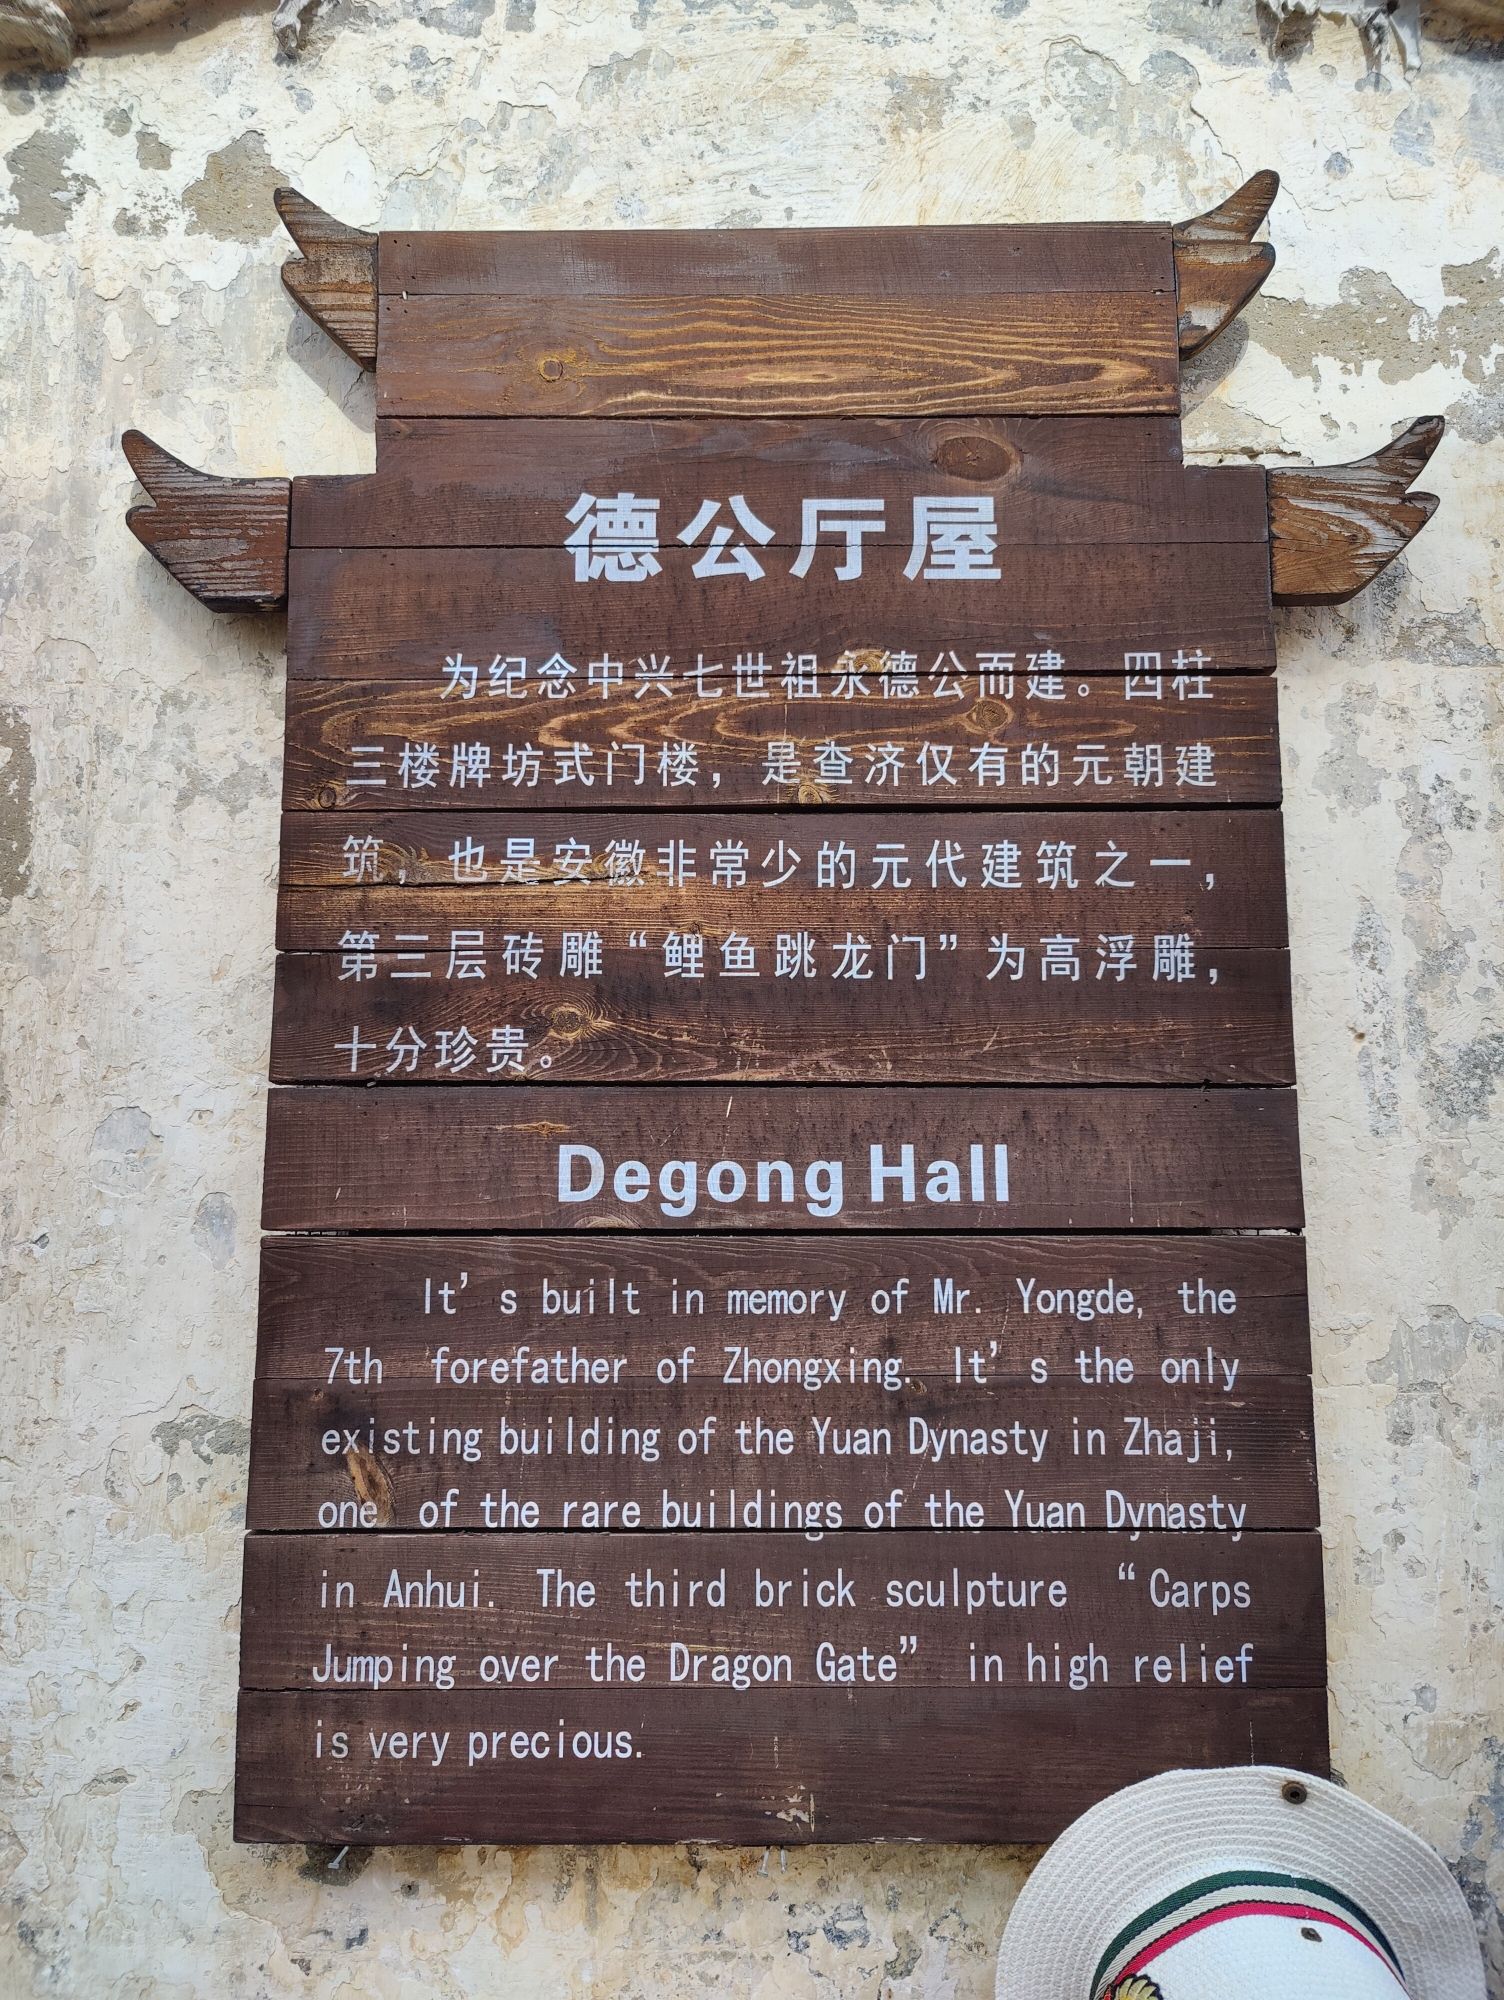 德公厅屋
为纪念中兴七世祖永德公而建。四柱
三楼牌坊式门楼，是查济仅有的元朝建
筑，也是安徽非常少的元代建筑之一，
第三层砖雕“鲤鱼跳龙门”为高浮雕，
十分珍贵。
Degong Hall
It’s built in memory of Mr. Yongde, the
7th forefather of Zhongxing. It’s the only
existing building of the Yuan Dynasty in Zhaji,
one of the rare buildings of the Yuan Dynasty
in Anhui. The third brick sculpture “Carps
Jumping over the Dragon Gate” in high relief
is very precious.